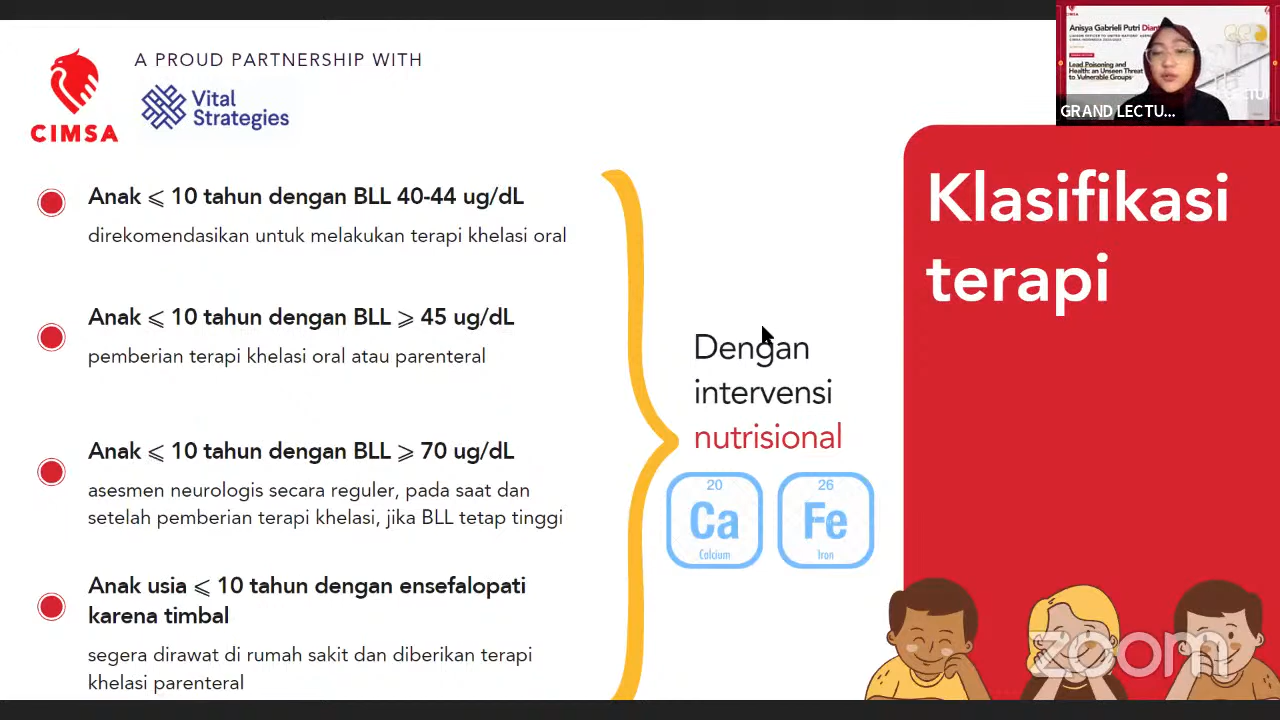 A PROUD PARTNERSHIP WITH
CIMSA
Vital
Strategies
Anak ⩽ 10 tahun dengan BLL 40-44 ug/dL
direkomendasikan untuk melakukan terapi khelasi oral
Anak ⩽ 10 tahun dengan BLL ⩾ 45 ug/dL
pemberian terapi khelasi oral atau parenteral
Anak ⩽ 10 tahun dengan BLL ⩾ 70 ug/dL
asesmen neurologis secara reguler, pada saat dan
setelah pemberian terapi khelasi, jika BLL tetap tinggi
Anak usia ⩽ 10 tahun dengan ensefalopati
karena timbal
segera dirawat di rumah sakit dan diberikan terapi
khelasi parenteral
Dengan
intervensi
nutrisional
20
Ca
Calcium
26
Fe
Iron
Klasifikasi
terapi
Anisya Gabrieli Putri
Lead Poisoning and
Health: an Unseen Threat
to Vulnerable Groups
GRAND LECTU...
zoom